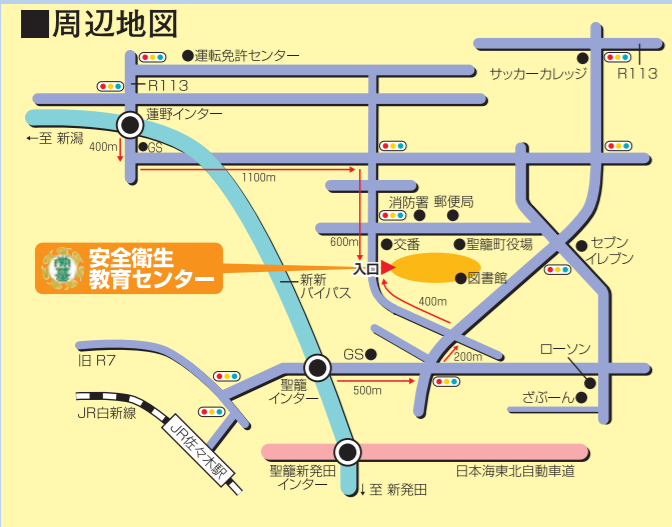 ■周辺地図
●運転免許センター
R113
サッカーカレッジ
R113
蓮野インター
←至 新潟
400m
GS
1100m
消防署 郵便局
600m
交番
聖籠町役場
セブン
イレブン
安全衛生
教育センター
入口
図書館
新新
バイパス
400m
旧 R7
GS
200m
ローソン
聖籠
インター
500m
ざぶーん
JR白新線
JR佐々木駅
聖籠新発田
インター
日本海東北自動車道
↓至 新発田